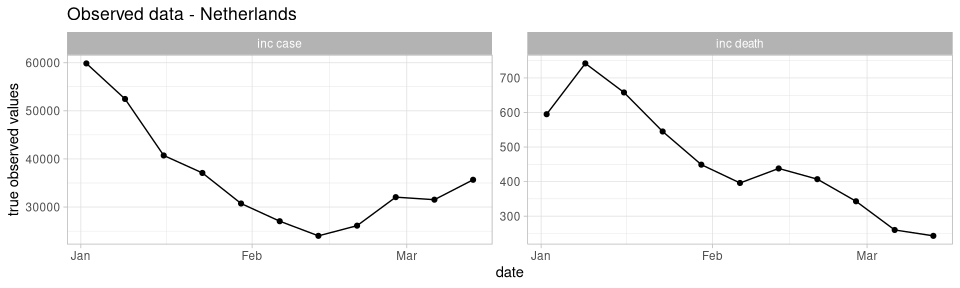 Observed data - Netherlands
inc case
inc death
true observed values
60000
50000
40000
30000
700
600
500
400
300
Jan
Feb
Mar
Jan
Feb
Mar
date